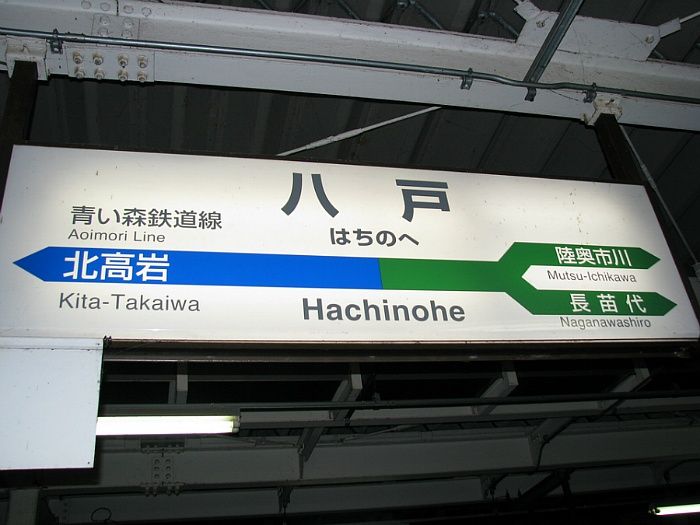 八戸
はちのへ
Hachinohe
青い森鉄道線
Aoimori Line
北高岩
Kita-Takaiwa
陸奥市川
Mutsu-Ichikawa
長苗代
Naganawashiro